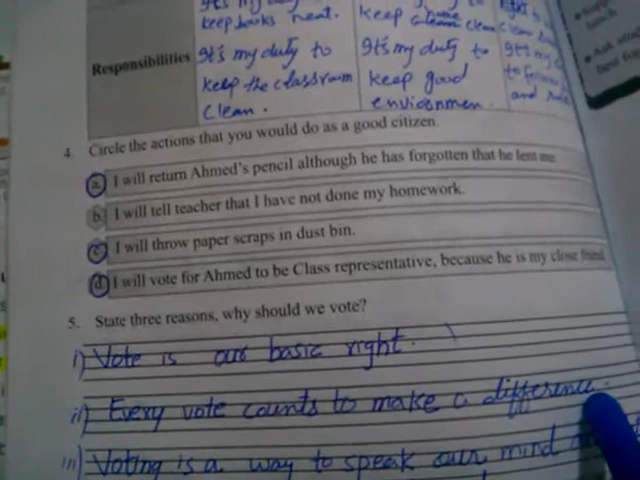 keep books neat.
keep clean
Responsibilities
It's my duty to
keep the classroom
clean.
It's my duty to
keep good
environmen.
and
4. Circle the actions that you would do as a good citizen.
a. I will return Ahmed's pencil although he has forgotten that he lent me
b. I will tell teacher that I have not done my homework.
c. I will throw paper scraps in dust bin.
d. I will vote for Ahmed to be Class representative, because he is my close friend
5. State three reasons, why should we vote?
i) Vote is our basic right.
ii) Every vote counts to make a difference.
iii) Voting is a way to speak our mind